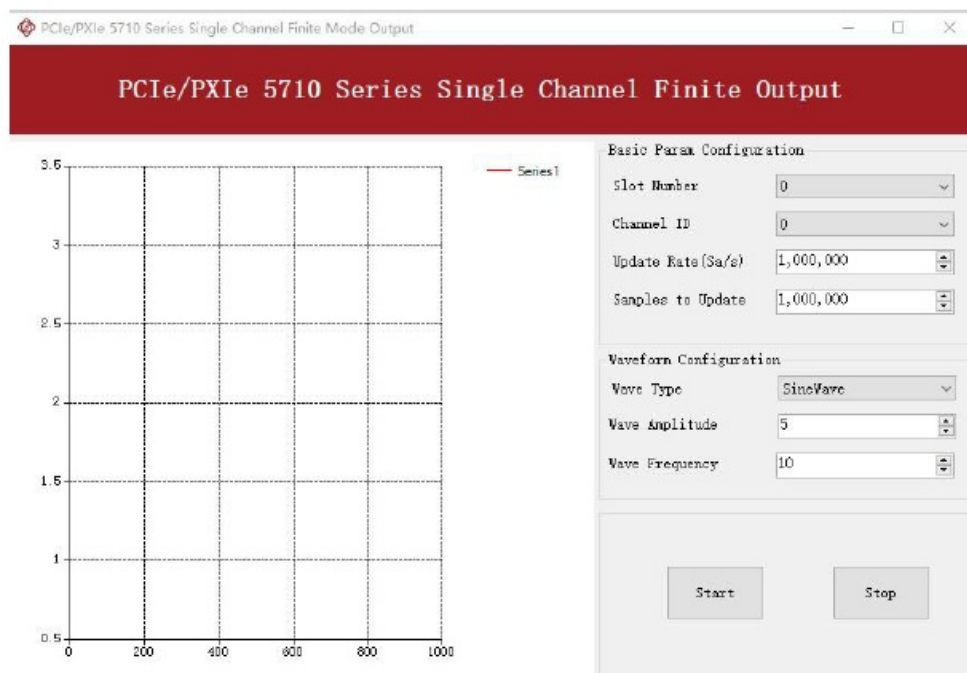 PCIe/PXIe 5710 Series Single Channel Finite Mode Output
PCIe/PXIe 5710 Series Single Channel Finite Output
3.5
3
2.5
2
1.5
1
0.5
0 200 400 600 800 1000
Series1
Basic Param Configuration
Slot Number 0
Channel ID 0
Update Rate(Sa/s) 1,000,000
Samples to Update 1,000,000
Waveform Configuration
Wave Type SineWave
Wave Amplitude 5
Wave Frequency 10
Start Stop